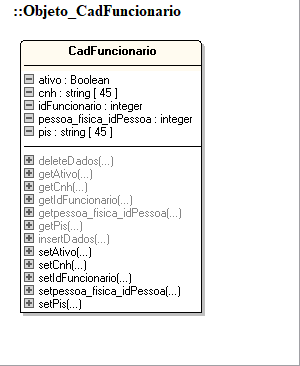 ::Objeto_CadFuncionario
CadFuncionario
ativo : Boolean
cnh : string [ 45 ]
idFuncionario : integer
pessoa_fisica_idPessoa : integer
pis : string [ 45 ]
deleteDados(...)
getAtivo(...)
getCnh(...)
getIdFuncionario(...)
getpessoa_fisica_idPessoa(...)
getPis(...)
insertDados(...)
setAtivo(...)
setCnh(...)
setIdFuncionario(...)
setpessoa_fisica_idPessoa(...)
setPis(...)